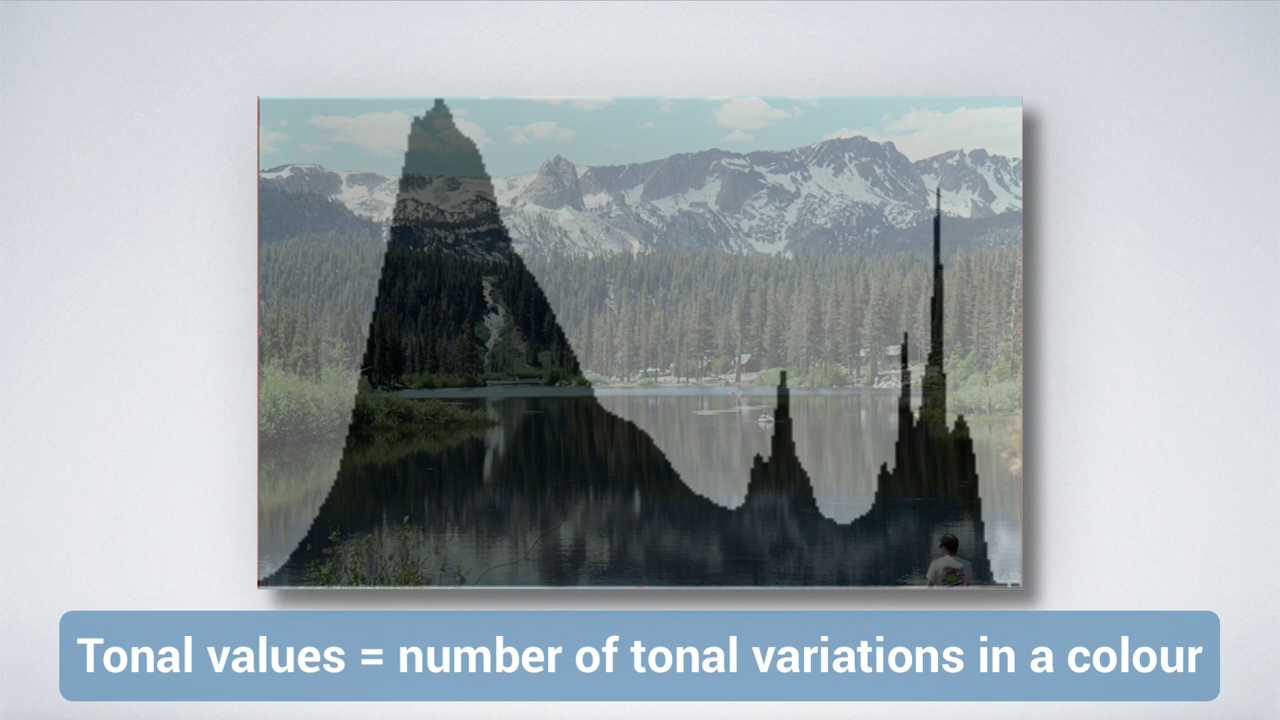 Tonal values = number of tonal variations in a colour